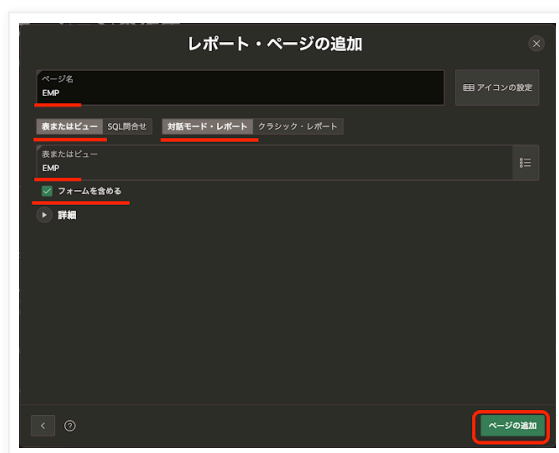 レポート・ページの追加
ページ名
EMP
アイコンの設定
表またはビュー SQL問合せ 対話モード・レポート クラシック・レポート
表またはビュー
EMP
フォームを含める
詳細
ページの追加